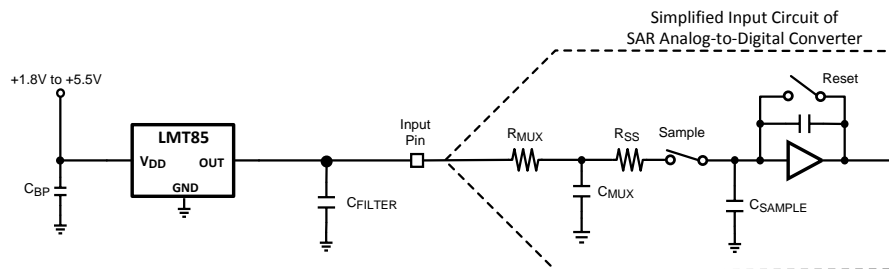 Simplified Input Circuit of
SAR Analog-to-Digital Converter
+1.8V to +5.5V
Reset
LMT85
Input
Pin
RMUX
RSS
Sample
VDD
OUT
GND
CBP
CFILTER
CMUX
CSAMPLE